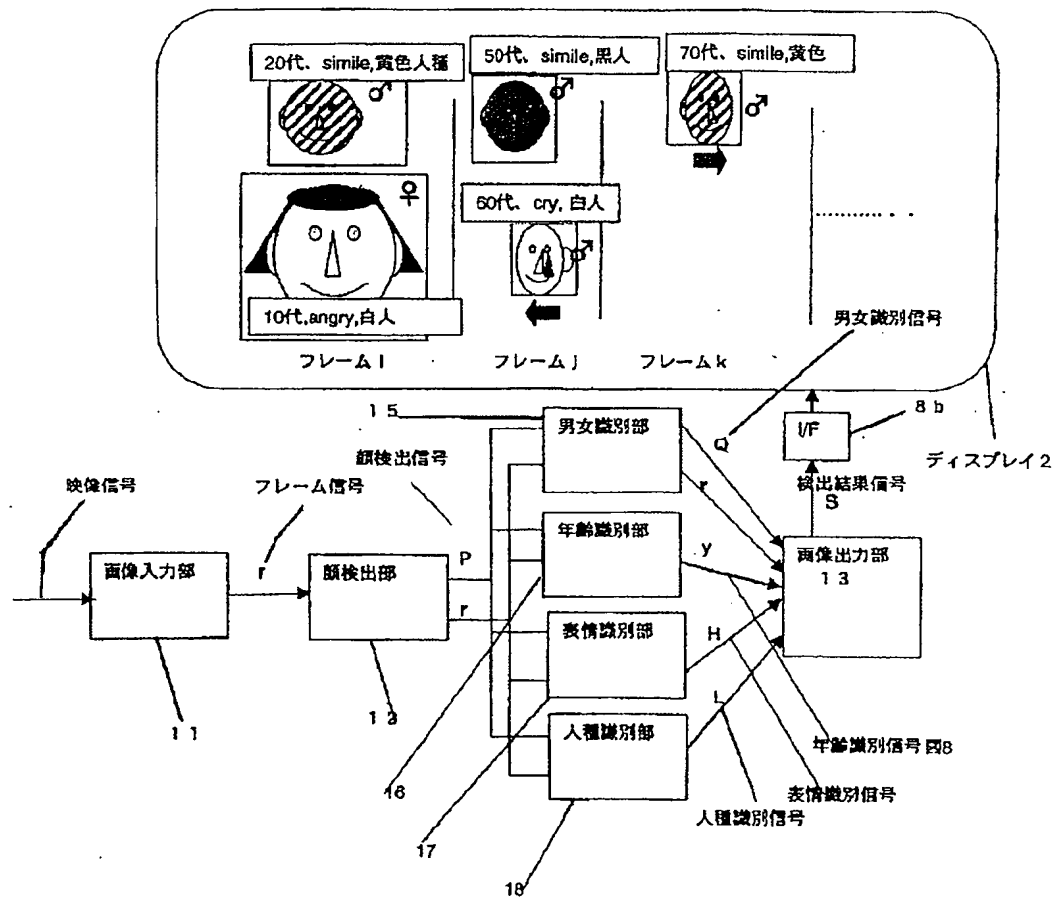 20代、simile,黄色人種
50代、simile,黒人
70代、simile,黄色
♂
♂
♂
♀
60代、cry,白人
♂
10代,angry,白人
フレームi
フレームj
フレームk
男女識別信号
15
男女識別部
Q
I/F
8b
ディスプレイ2
顔検出信号
映像信号
フレーム信号
r
検出結果信号
S
画像入力部
r
顔検出部
P
r
年齢識別部
y
画像出力部
13
表情識別部
H
L
11
12
人種識別部
16
年齢識別信号図8
表情識別信号
人種識別信号
17
18